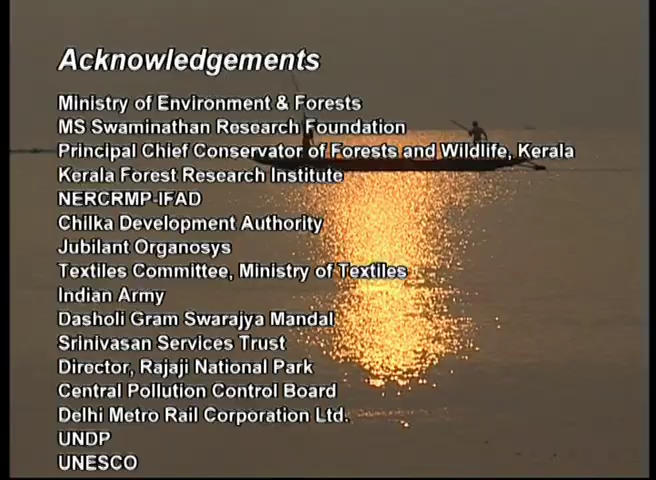 Acknowledgements
Ministry of Environment & Forests
MS Swaminathan Research Foundation
Principal Chief Conservator of Forests and Wildlife, Kerala
Kerala Forest Research Institute
NERCRMP-IFAD
Chilka Development Authority
Jubilant Organosys
Textiles Committee, Ministry of Textiles
Indian Army
Dasholi Gram Swarajya Mandal
Srinivasan Services Trust
Director, Rajaji National Park
Central Pollution Control Board
Delhi Metro Rail Corporation Ltd.
UNDP
UNESCO